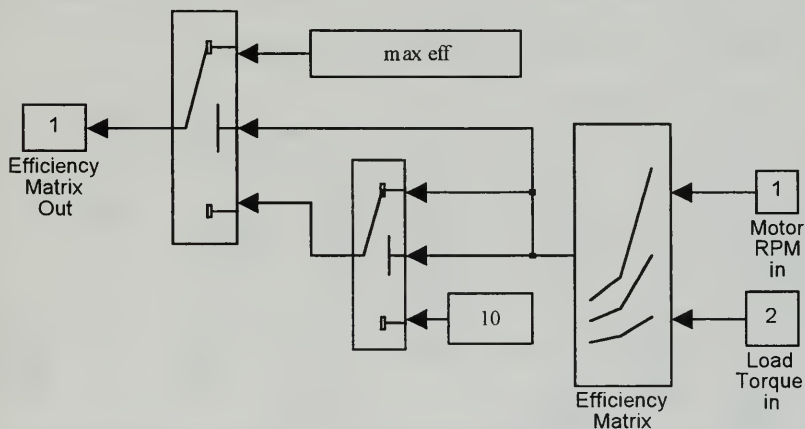 max eff
1
Efficiency
Matrix
Out
1
Motor
RPM
in
10
2
Load
Torque
in
Efficiency
Matrix